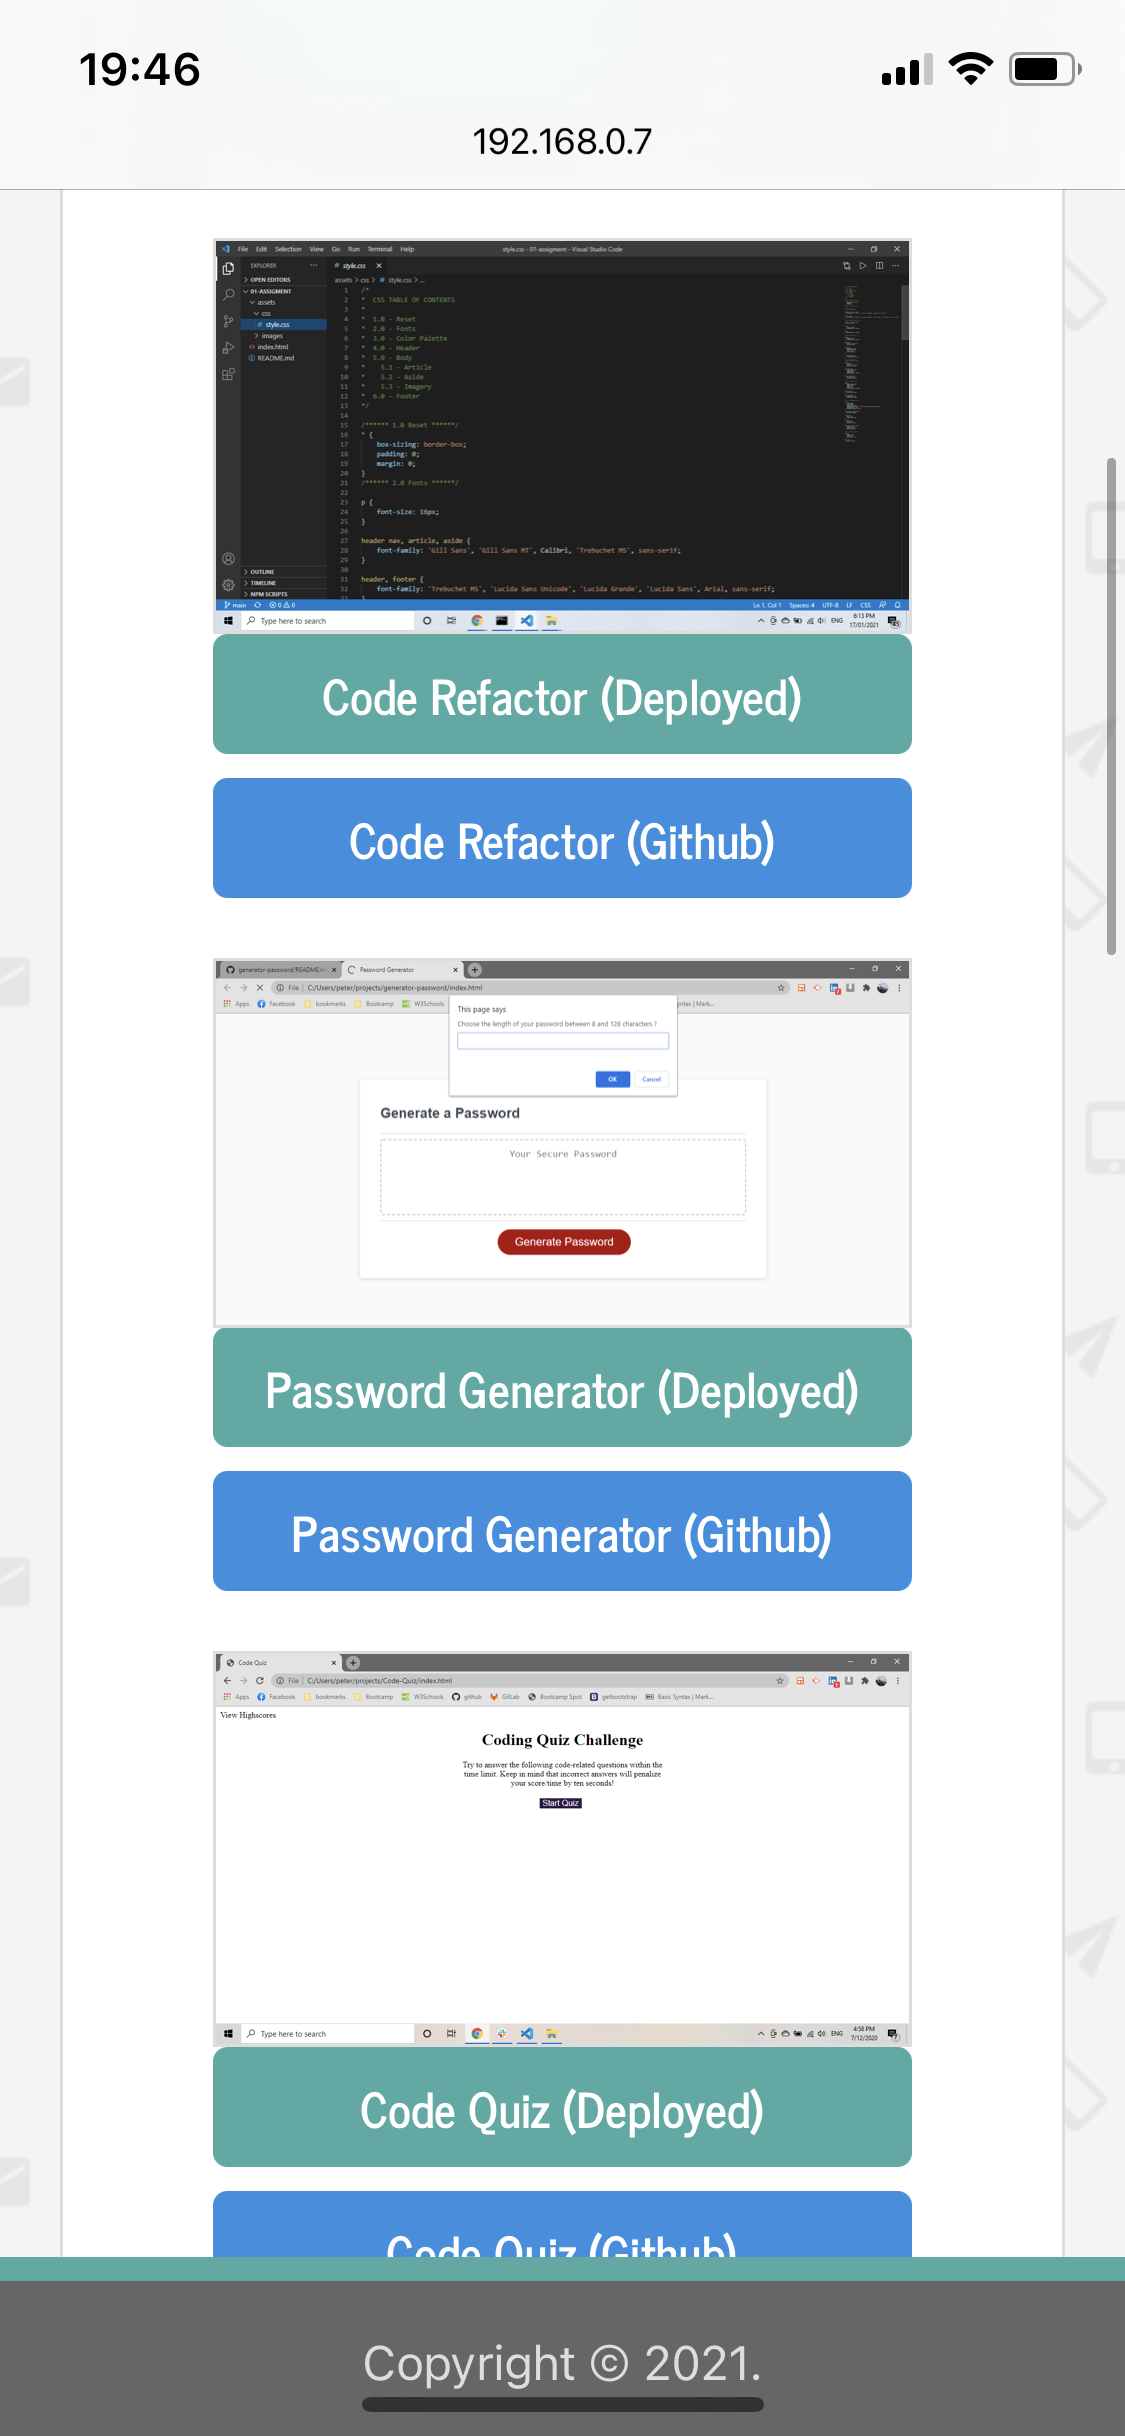 19:46
192.168.0.7
File Edit Selection View Go Run Terminal Help
style.css - 01-assigment - Visual Studio Code
EXPLORER
style.css
OPEN EDITORS
assets > css > # style.css > ...
01-ASSIGMENT
assets
css
# style.css
images
index.html
README.md
1 /*
2 * CSS TABLE OF CONTENTS
3 *
4 * 1.0 - Reset
5 * 2.0 - Fonts
6 * 3.0 - Color Palette
7 * 4.0 - Header
8 * 5.0 - Body
9 * 5.1 - Article
10 * 5.2 - Aside
11 * 5.3 - Imagery
12 * 6.0 - Footer
13 */
14
15 /****** 1.0 Reset ******/
16 * {
17 box-sizing: border-box;
18 padding: 0;
19 margin: 0;
20 }
21 /****** 2.0 Fonts ******/
22
23 p {
24 font-size: 16px;
25 }
26
27 header nav, article, aside {
28 font-family: 'Gill Sans', 'Gill Sans MT', Calibri, 'Trebuchet MS', sans-serif;
29 }
30
31 header, footer {
32 font-family: 'Trebuchet MS', 'Lucida Sans Unicode', 'Lucida Grande', 'Lucida Sans', Arial, sans-serif;
33 }
OUTLINE
TIMELINE
NPM SCRIPTS
main 0 0
Ln 1, Col 1 Spaces: 4 UTF-8 LF CSS
Type here to search
ENG
6:13 PM
17/01/2021
Code Refactor (Deployed)
Code Refactor (Github)
generator-password/README.m
Password Generator
File | C:/Users/peter/projects/generator-password/index.html
Apps Facebook bookmarks Bootcamp W3Schools
yntax | Mark...
This page says
Choose the length of your password between 8 and 128 characters ?
OK Cancel
Generate a Password
Your Secure Password
Generate Password
Password Generator (Deployed)
Password Generator (Github)
Code Quiz
File | C:/Users/peter/projects/Code-Quiz/index.html
Apps Facebook bookmarks Bootcamp W3Schools github GitLab Bootcamp Spot getbootstrap Basic Syntax | Mark...
View Highscores
Coding Quiz Challenge
Try to answer the following code-related questions within the
time limit. Keep in mind that incorrect answers will penalize
your score/time by ten seconds!
Start Quiz
Type here to search
ENG
4:58 PM
7/12/2020
Code Quiz (Deployed)
Code Quiz (Github)
Copyright © 2021.